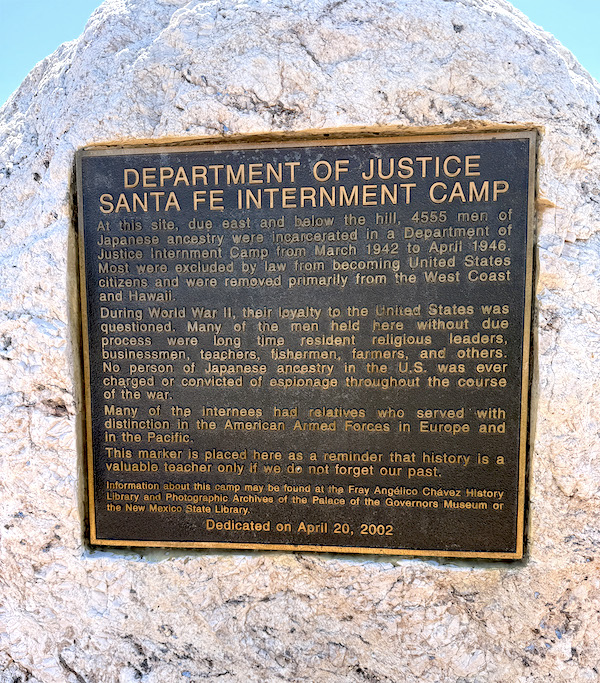 DEPARTMENT OF JUSTICE
SANTA FE INTERNMENT CAMP
At this site, due east and below the hill, 4555 men of
Japanese ancestry were incarcerated in a Department of
Justice Internment Camp from March 1942 to April 1946.
Most were excluded by law from becoming United States
citizens and were removed primarily from the West Coast
and Hawaii.
During World War II, their loyalty to the United States was
questioned. Many of the men held here without due
process were long time resident religious leaders,
businessmen, teachers, fishermen, farmers, and others.
No person of Japanese ancestry in the U.S. was ever
charged or convicted of espionage throughout the course
of the war.
Many of the internees had relatives who served with
distinction in the American Armed Forces in Europe and
in the Pacific.
This marker is placed here as a reminder that history is a
valuable teacher only if we do not forget our past.
Information about this camp may be found at the Fray Angélico Chávez History
Library and Photographic Archives of the Palace of the Governors Museum or
the New Mexico State Library.
Dedicated on April 20, 2002